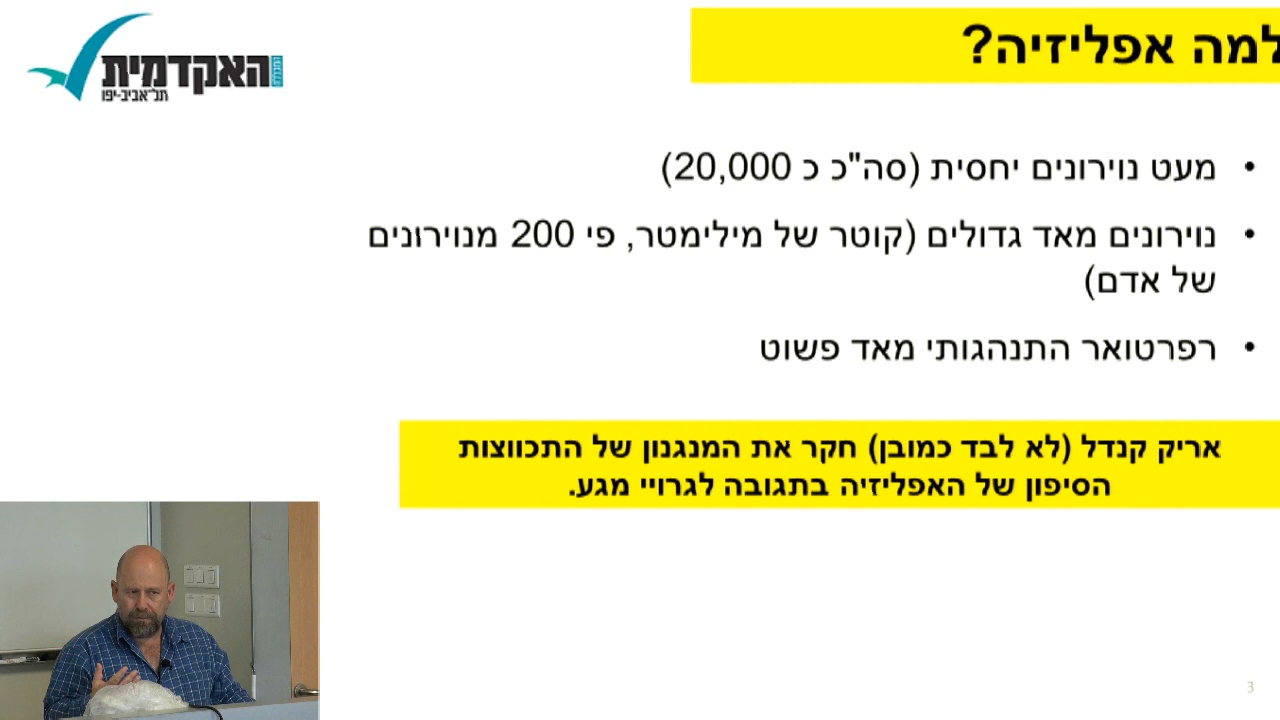 למה אפליזיה?
האקדמית
תל־אביב-יפו
• מעט נוירונים יחסית (סה"כ כ 20,000)
• נוירונים מאד גדולים (קוטר של מילימטר, פי 200 מנוירונים
של אדם)
• רפרטואר התנהגותי מאד פשוט
אריק קנדל (לא לבד כמובן) חקר את המנגנון של התכווצות
הסיפון של האפליזיה בתגובה לגרויי מגע.
3